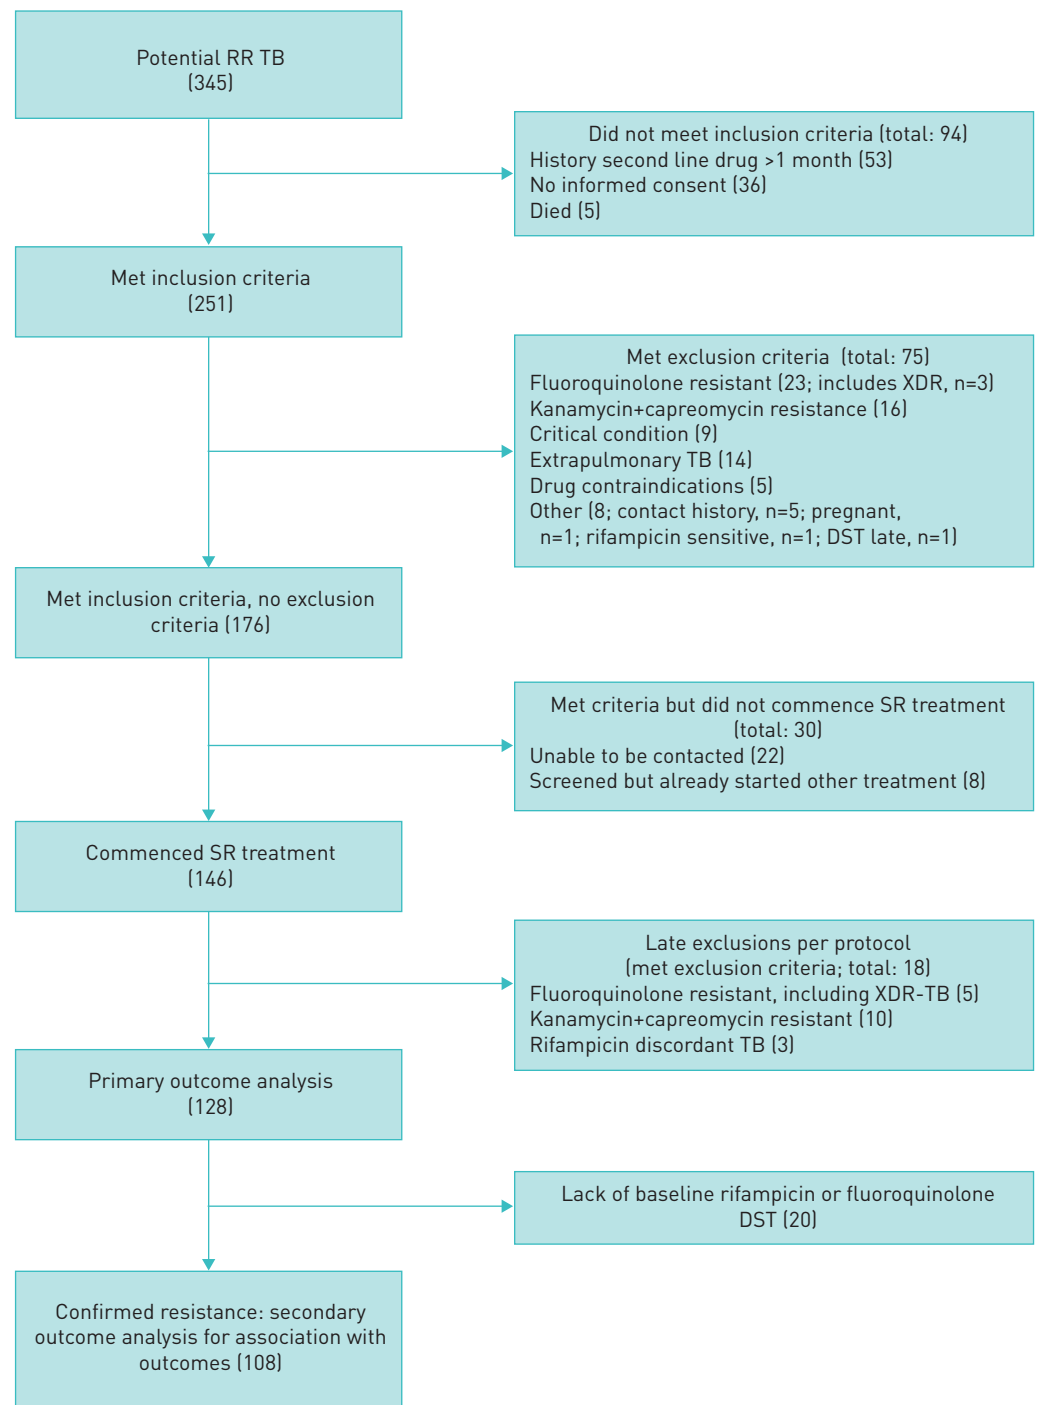 Potential RR TB
(345)
Did not meet inclusion criteria (total: 94)
History second line drug >1 month (53)
No informed consent (36)
Died (5)
Met inclusion criteria
(251)
Met exclusion criteria (total: 75)
Fluoroquinolone resistant (23; includes XDR, n=3)
Kanamycin+capreomycin resistance (16)
Critical condition (9)
Extrapulmonary TB (14)
Drug contraindications (5)
Other (8; contact history, n=5; pregnant,
n=1; rifampicin sensitive, n=1; DST late, n=1)
Met inclusion criteria, no exclusion
criteria (176)
Met criteria but did not commence SR treatment
(total: 30)
Unable to be contacted (22)
Screened but already started other treatment (8)
Commenced SR treatment
(146)
Late exclusions per protocol
(met exclusion criteria; total: 18)
Fluoroquinolone resistant, including XDR-TB (5)
Kanamycin+capreomycin resistant (10)
Rifampicin discordant TB (3)
Primary outcome analysis
(128)
Lack of baseline rifampicin or fluoroquinolone
DST (20)
Confirmed resistance: secondary
outcome analysis for association with
outcomes (108)